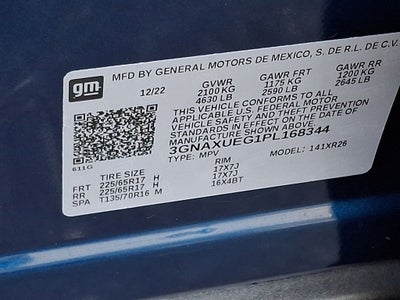 gm
MFD BY GENERAL MOTORS DE MEXICO, S. DE R.L. DE C.V.
12/22 GVWR GAWR FRT GAWR RR
2100 KG 1175 KG 1200 KG
4630 LB 2590 LB 2645 LB
THIS VEHICLE CONFORMS TO ALL APPLICABLE
U.S. FEDERAL MOTOR
VEHICLE SAFETY AND THEFT PREVENTION
STANDARDS IN EFFECT ON THE DATE OF
MANUFACTURE SHOWN ABOVE.
3GNAXUEG1PL168344
611G
TYPE: MPV MODEL: 141XR26
TIRE SIZE RIM
FRT 225/65R17 H 17X7J
RR 225/65R17 H 17X7J
SPA T135/70R16 M 16X4BT